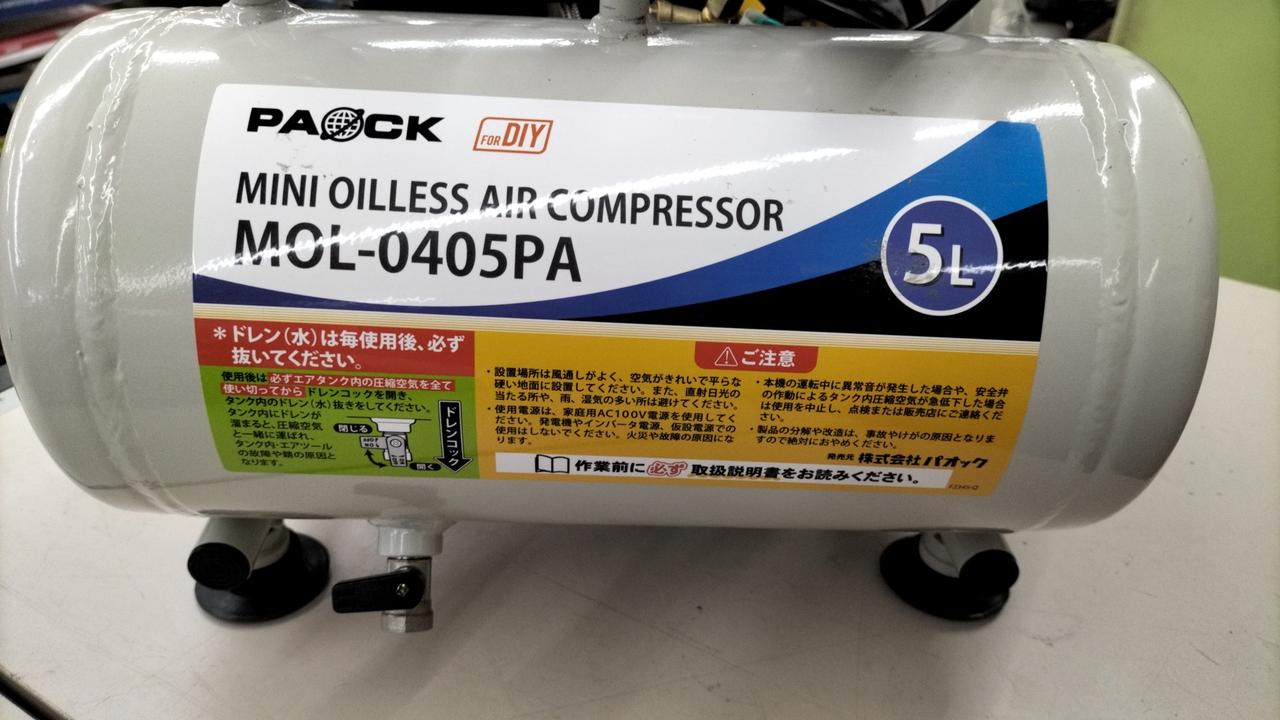 PAOCK
FOR DIY
MINI OILLESS AIR COMPRESSOR
MOL-0405PA
5L
＊ドレン(水)は毎使用後、必ず
抜いてください。
使用後は必ずエアタンク内の圧縮空気を全て
使い切ってからドレンコックを開き、
タンク内のドレン(水)抜きをしてください。
タンク内にドレンが
溜まると、圧縮空気
と一緒に運ばれ、
タンク内・エアツール
の故障や錆の原因と
なります。
閉じる
開く
ドレンコック
⚠ご注意
・設置場所は風通しがよく、空気がきれいで平らな
硬い地面に設置してください。また、直射日光の
当たる所や、雨、湿気の多い所は避けてください。
・使用電源は、家庭用AC100V電源を使用してく
ださい。発電機やインバータ電源、仮設電源での
使用はしないでください。火災や故障の原因にな
ります。
・本機の運転中に異常音が発生した場合や、安全弁
の作動によるタンク内圧縮空気が急低下した場合
は使用を中止し、点検または販売店にご連絡くだ
さい。
・製品の分解や改造は、事故やけがの原因となりま
すので絶対におやめください。
発売元 株式会社パオック
作業前に必ず取扱説明書をお読みください。